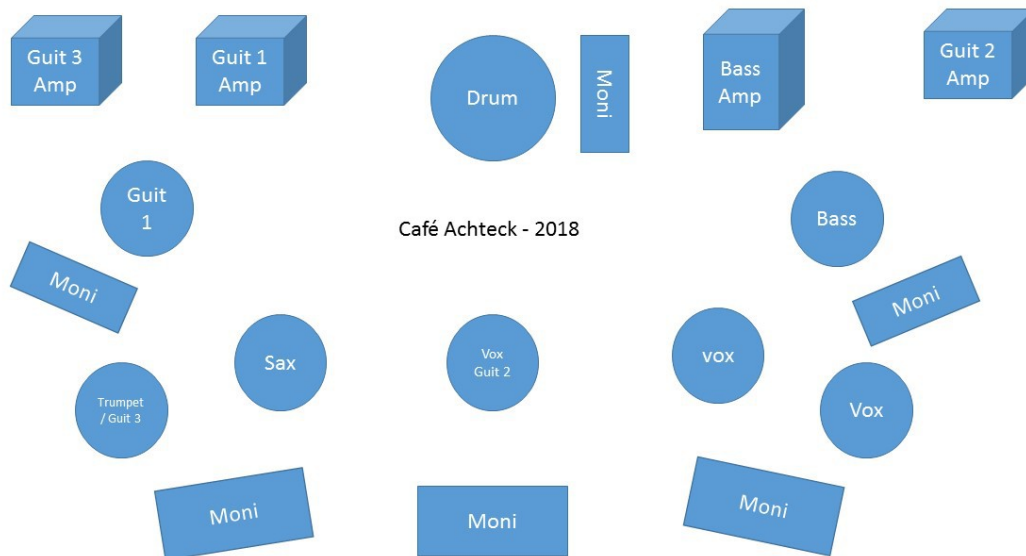 Guit 3
Amp
Guit 1
Amp
Drum
Moni
Bass
Amp
Guit 2
Amp
Guit
1
Café Achteck - 2018
Bass
Moni
Moni
Sax
Vox
Guit 2
vox
Trumpet
/ Guit 3
Vox
Moni
Moni
Moni